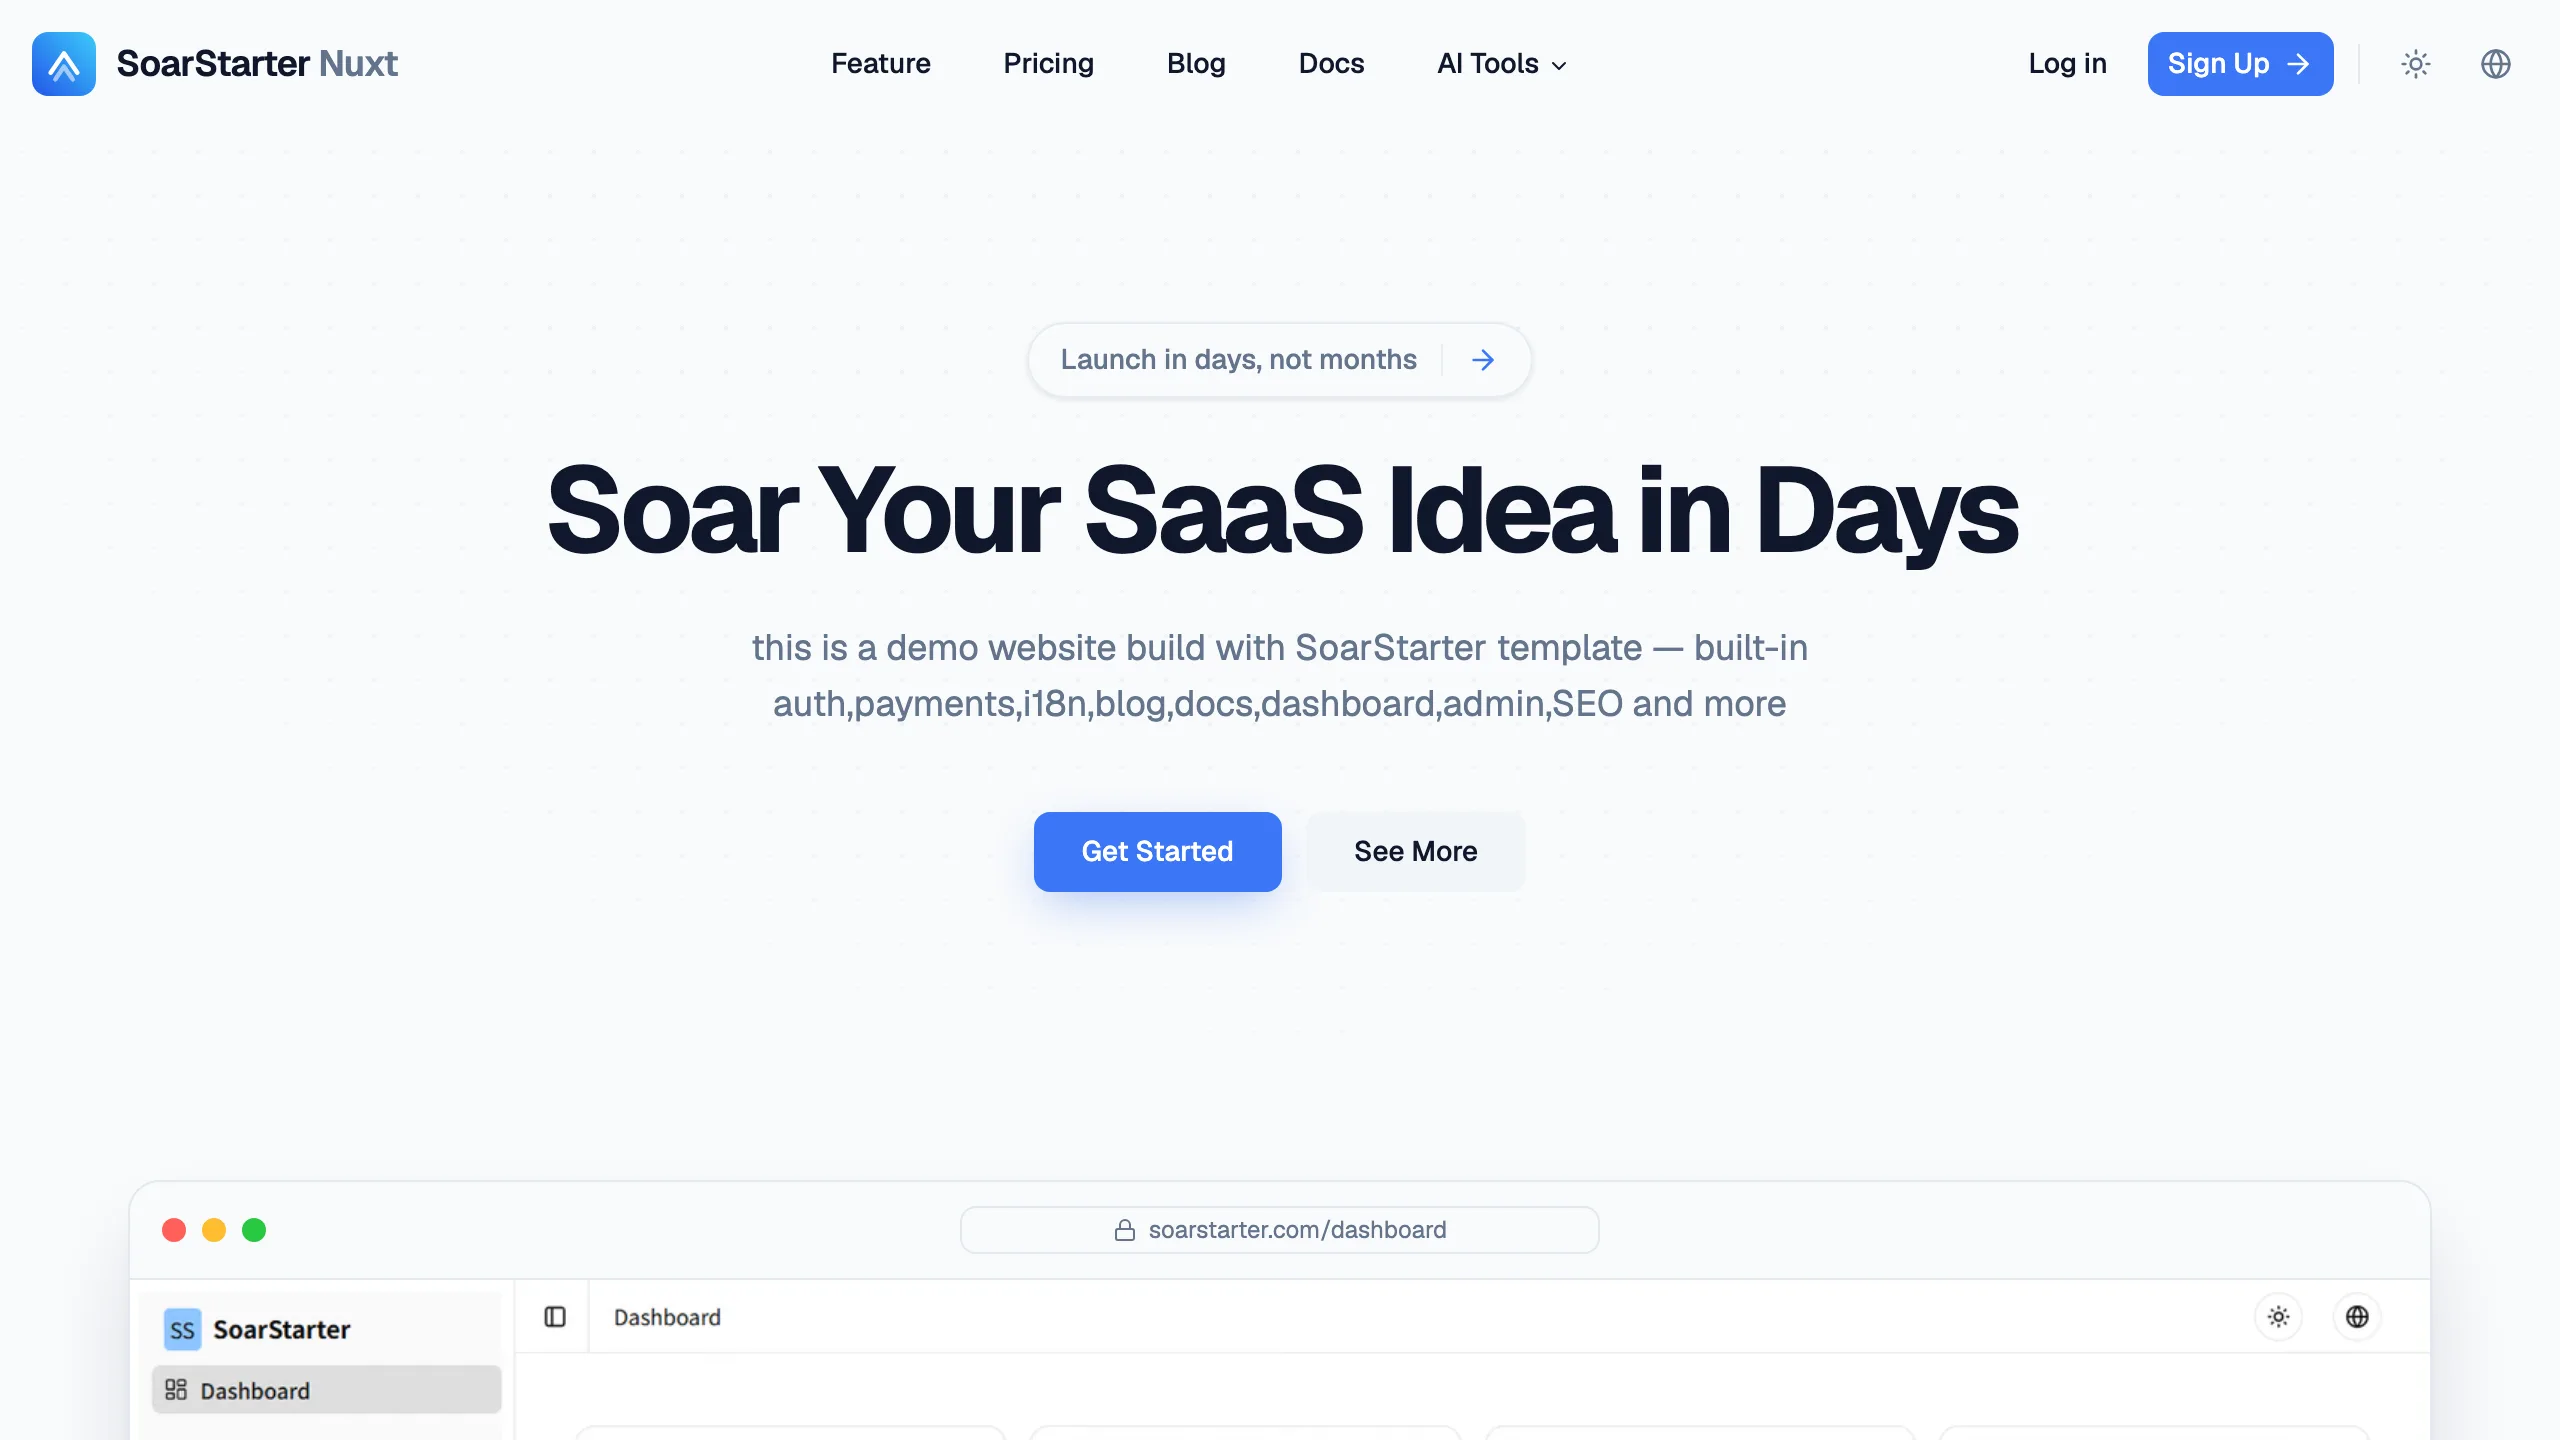 SoarStarter Nuxt
Feature
Pricing
Blog
Docs
AI Tools
Log in
Sign Up
Launch in days, not months
Soar Your SaaS Idea in Days
this is a demo website build with SoarStarter template — built-in
auth,payments,i18n,blog,docs,dashboard,admin,SEO and more
Get Started
See More
soarstarter.com/dashboard
SS SoarStarter
Dashboard
Dashboard